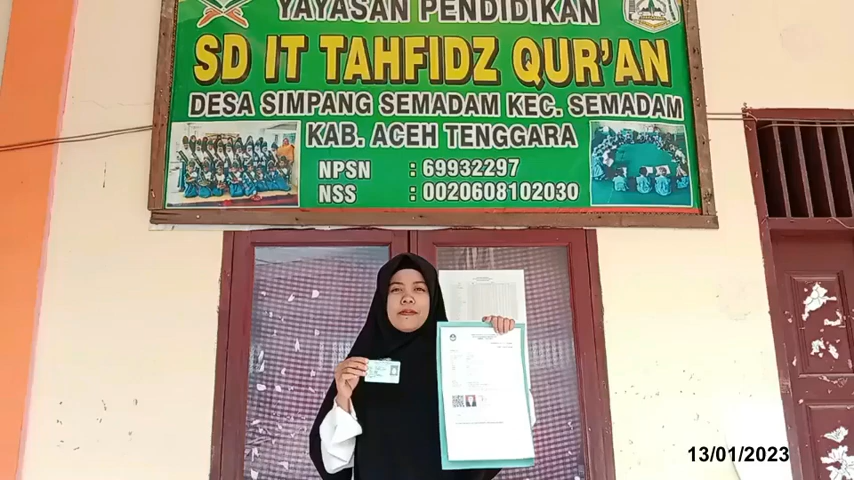 YAYASAN PENDIDIKAN
SD IT TAHFIDZ QUR'AN
DESA SIMPANG SEMADAM KEC. SEMADAM
KAB. ACEH TENGGARA
NPSN : 69932297
NSS : 0020608102030
13/01/2023